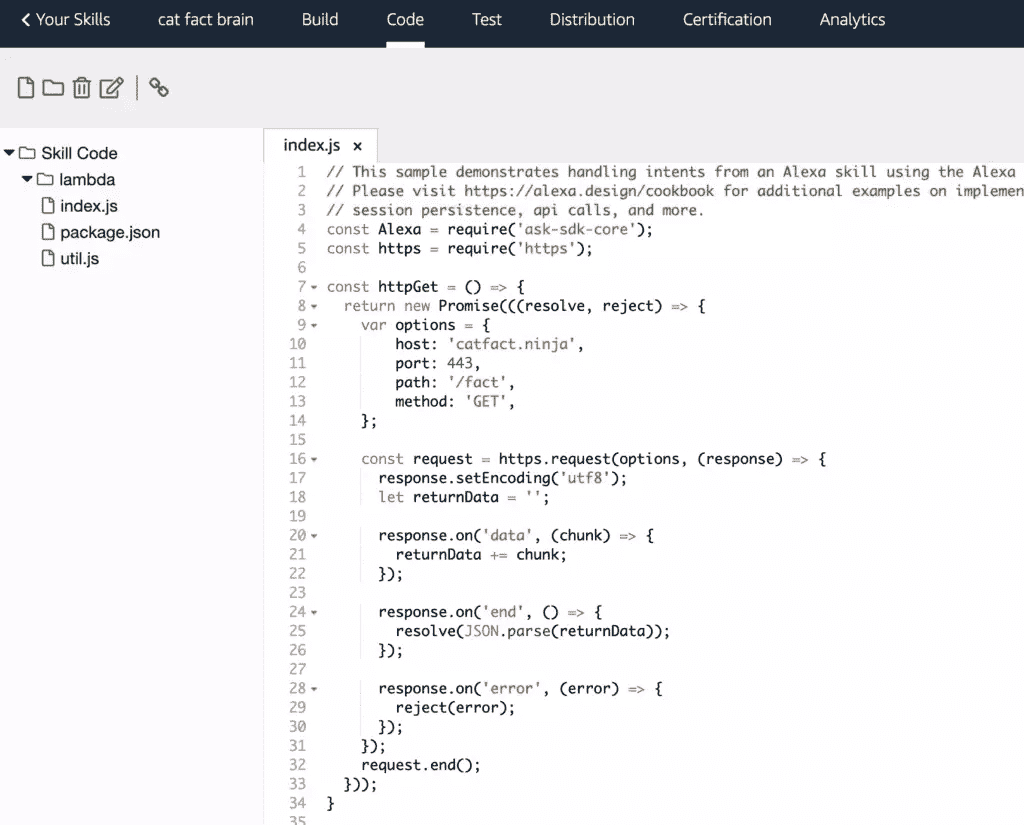 Your Skills cat fact brain Build Code Test Distribution Certification Analytics
Skill Code
lambda
index.js
package.json
util.js
index.js x
1 // This sample demonstrates handling intents from an Alexa skill using the Alexa
2 // Please visit https://alexa.design/cookbook for additional examples on implemen
3 // session persistence, api calls, and more.
4 const Alexa = require('ask-sdk-core');
5 const https = require('https');
6
7 const httpGet = () => {
8 return new Promise(((resolve, reject) => {
9 var options = {
10 host: 'catfact.ninja',
11 port: 443,
12 path: '/fact',
13 method: 'GET',
14 };
15
16 const request = https.request(options, (response) => {
17 response.setEncoding('utf8');
18 let returnData = '';
19
20 response.on('data', (chunk) => {
21 returnData += chunk;
22 });
23
24 response.on('end', () => {
25 resolve(JSON.parse(returnData));
26 });
27
28 response.on('error', (error) => {
29 reject(error);
30 });
31 });
32 request.end();
33 }));
34 }
35